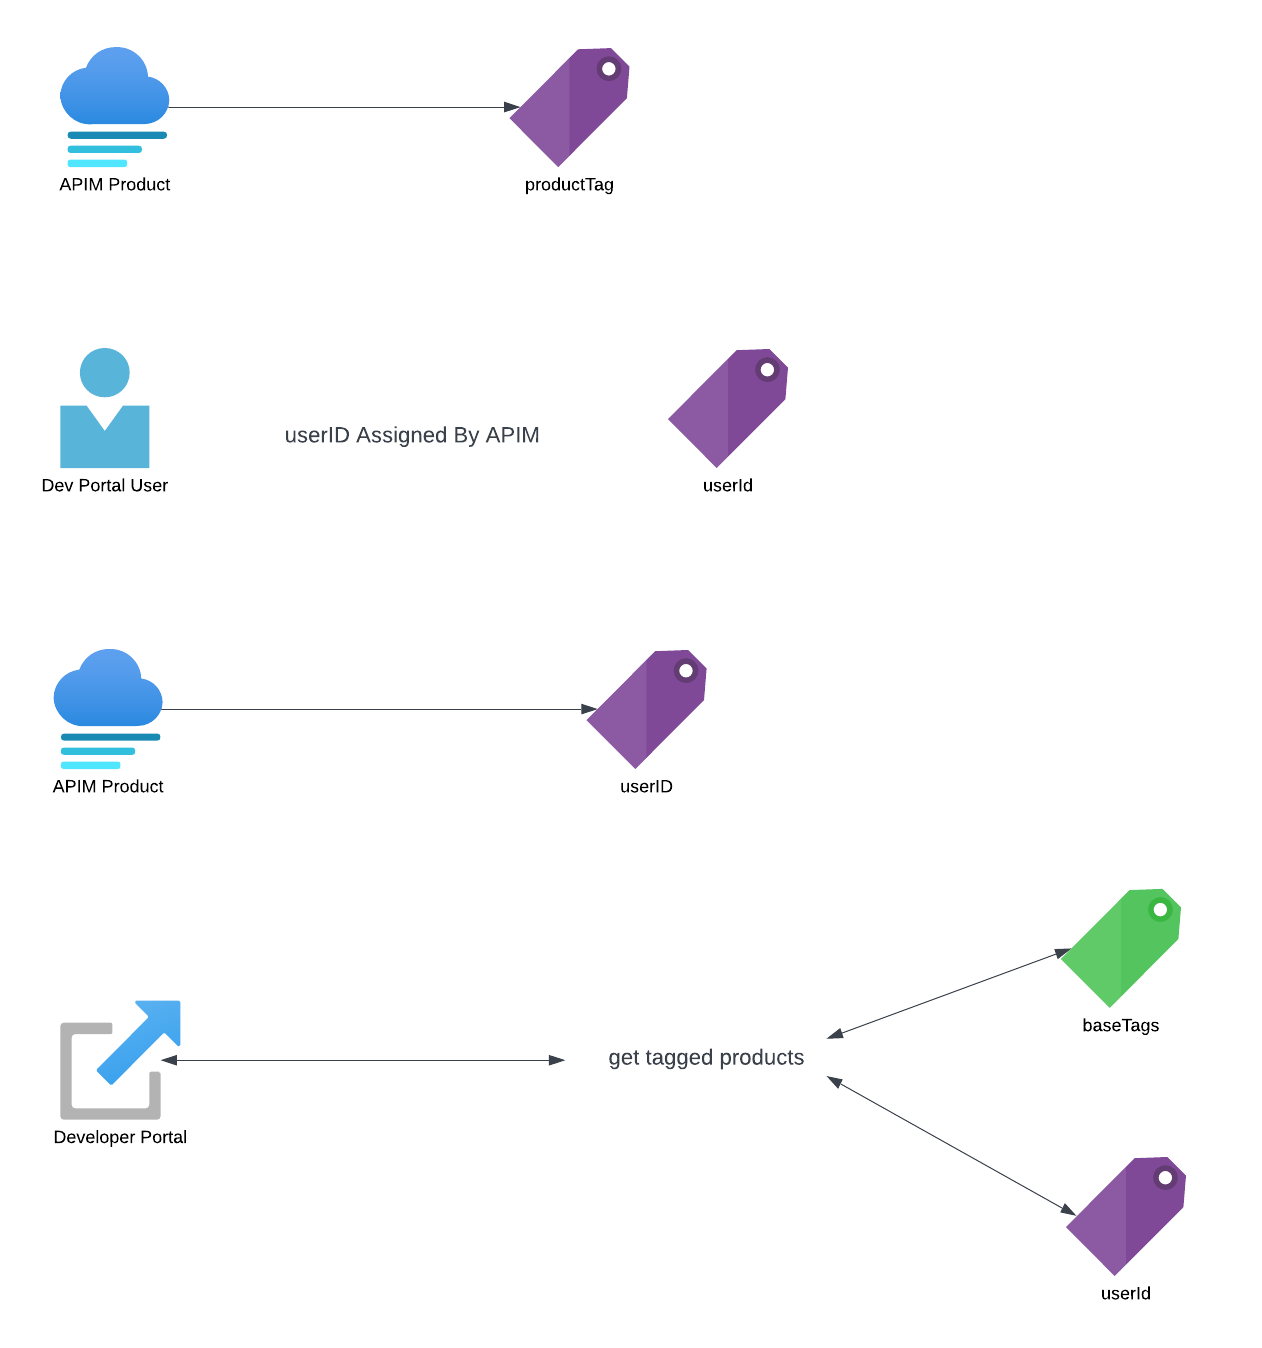 APIM Product
productTag
userID Assigned By APIM
Dev Portal User
userId
APIM Product
userID
baseTags
get tagged products
Developer Portal
userId